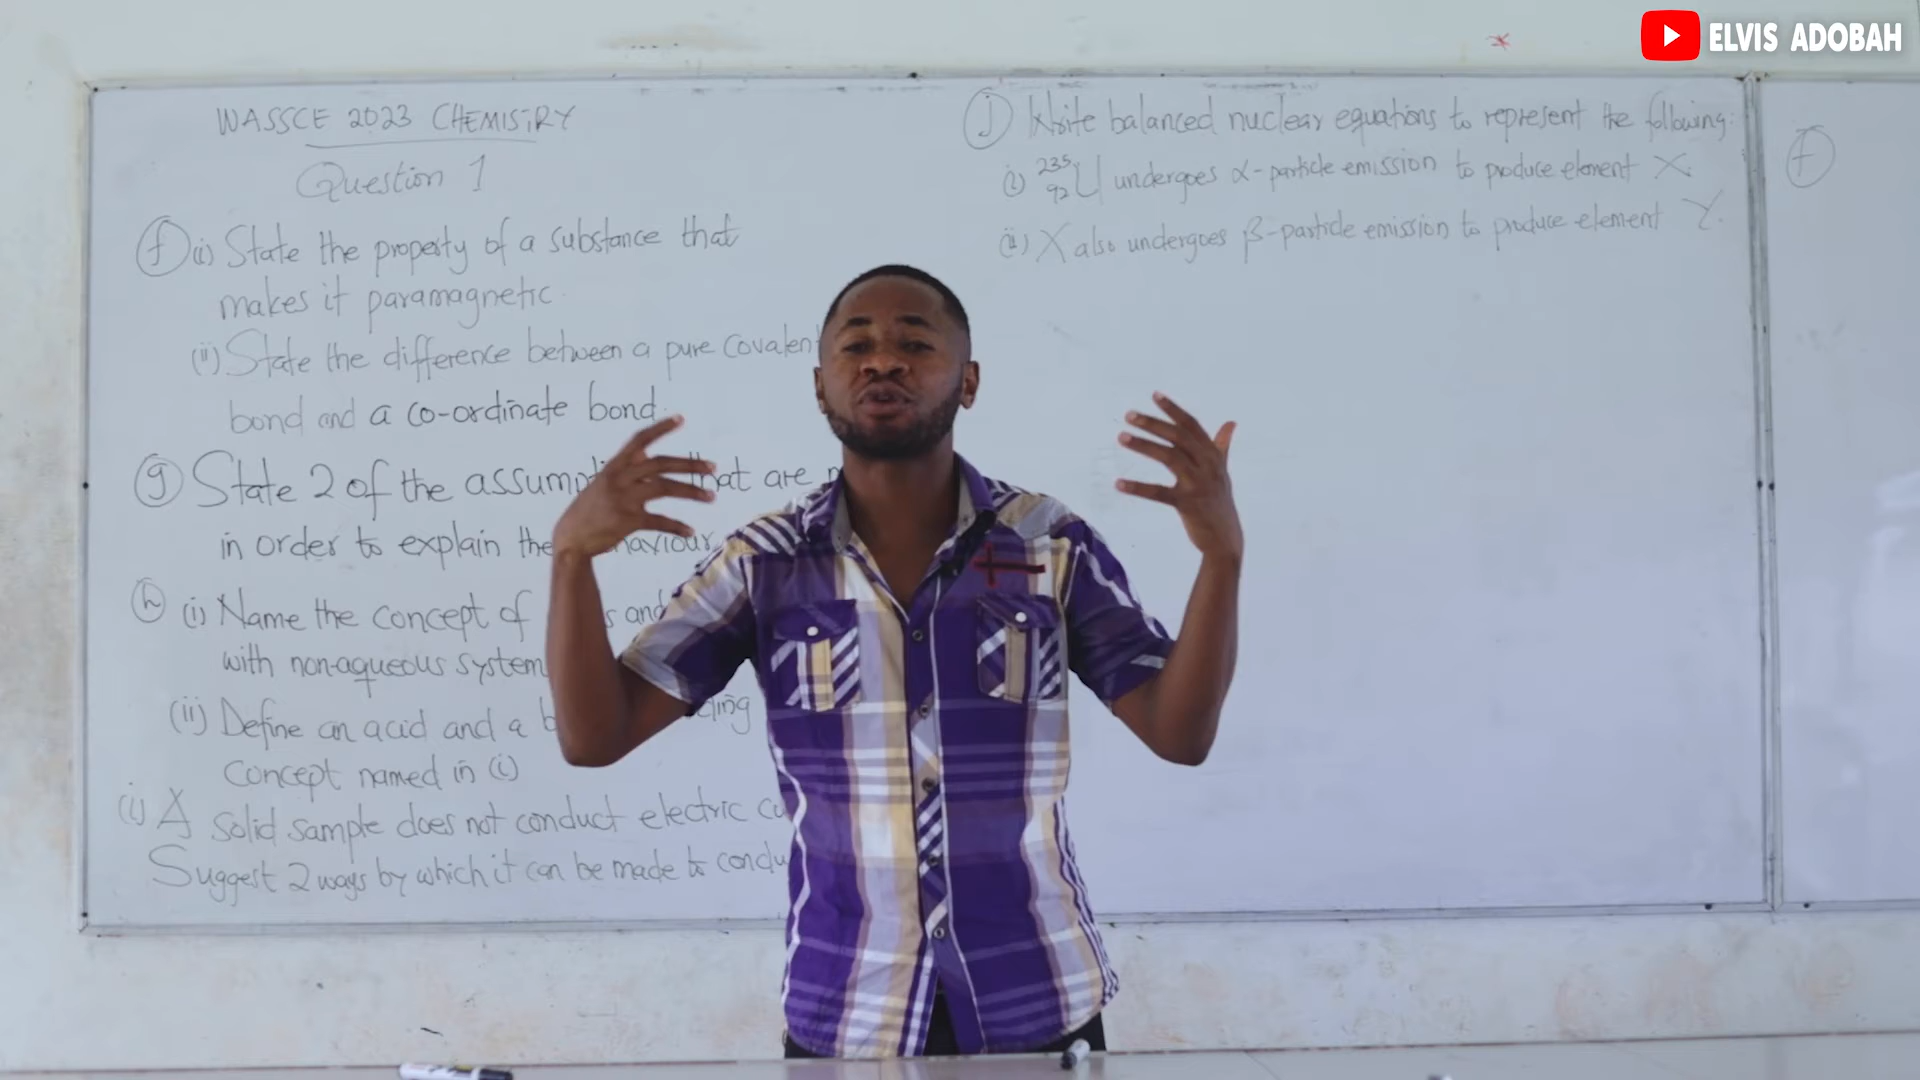 ELVIS ADOBAH
WASSCE 2023 CHEMISTRY
Question 1
f (i) State the property of a substance that
makes it paramagnetic.
(ii) State the difference between a pure covalent
bond and a co-ordinate bond.
g State 2 of the that are
in order to explain the
h (i) Name the concept of and
with non-aqueous system
(ii) Define an acid and a
concept named in (i)
(i) A solid sample does not conduct electric
Suggest 2 ways by which it can be made to
j Write balanced nuclear equations to represent the following:
(i) ²³⁵₉₂U undergoes α-particle emission to produce element X.
(ii) X also undergoes β-particle emission to produce element Y.
f